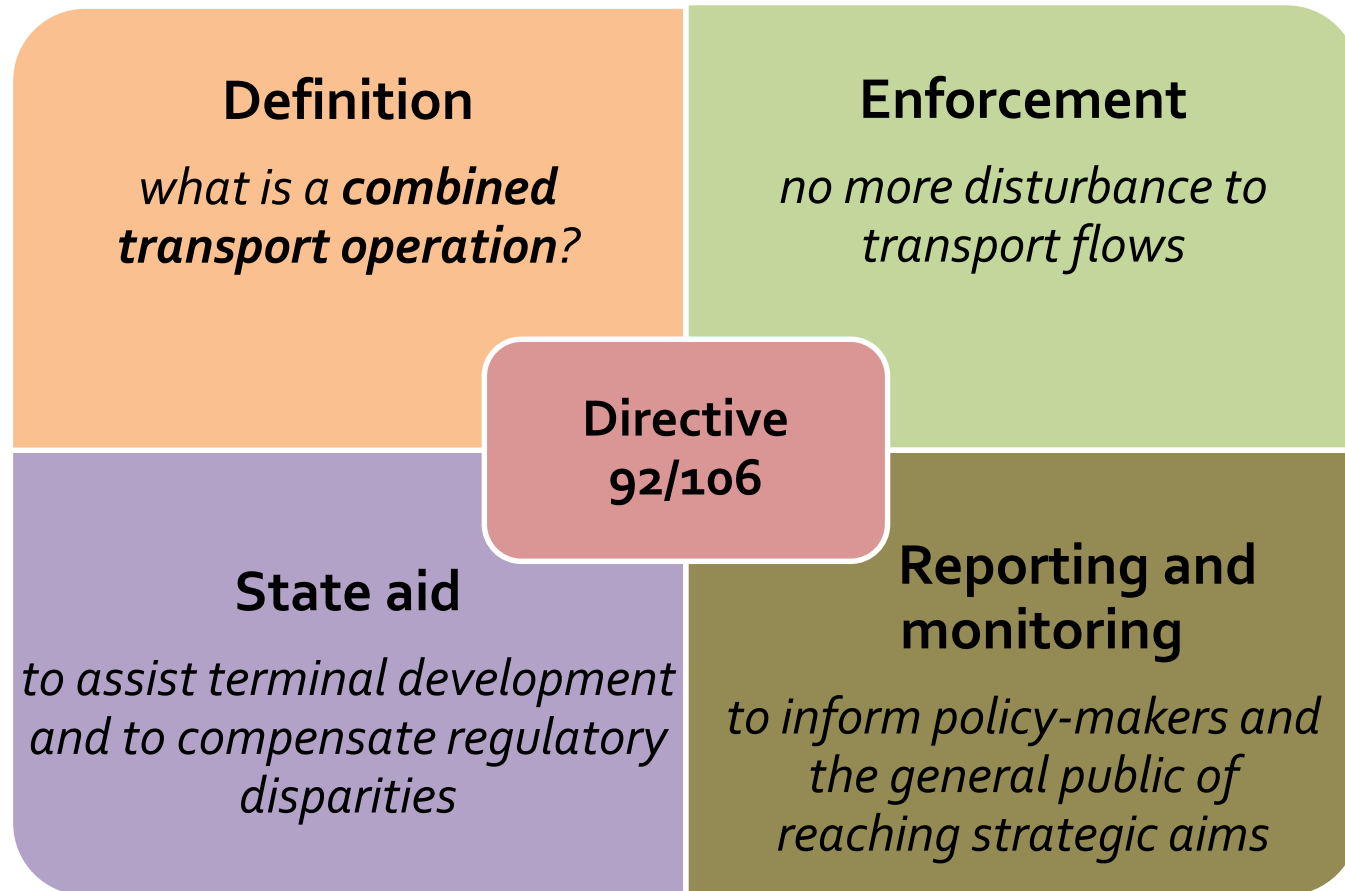 Definition
what is a combined
transport operation?
Enforcement
no more disturbance to
transport flows
Directive
92/106
State aid
to assist terminal development
and to compensate regulatory
disparities
Reporting and
monitoring
to inform policy-makers and
the general public of
reaching strategic aims